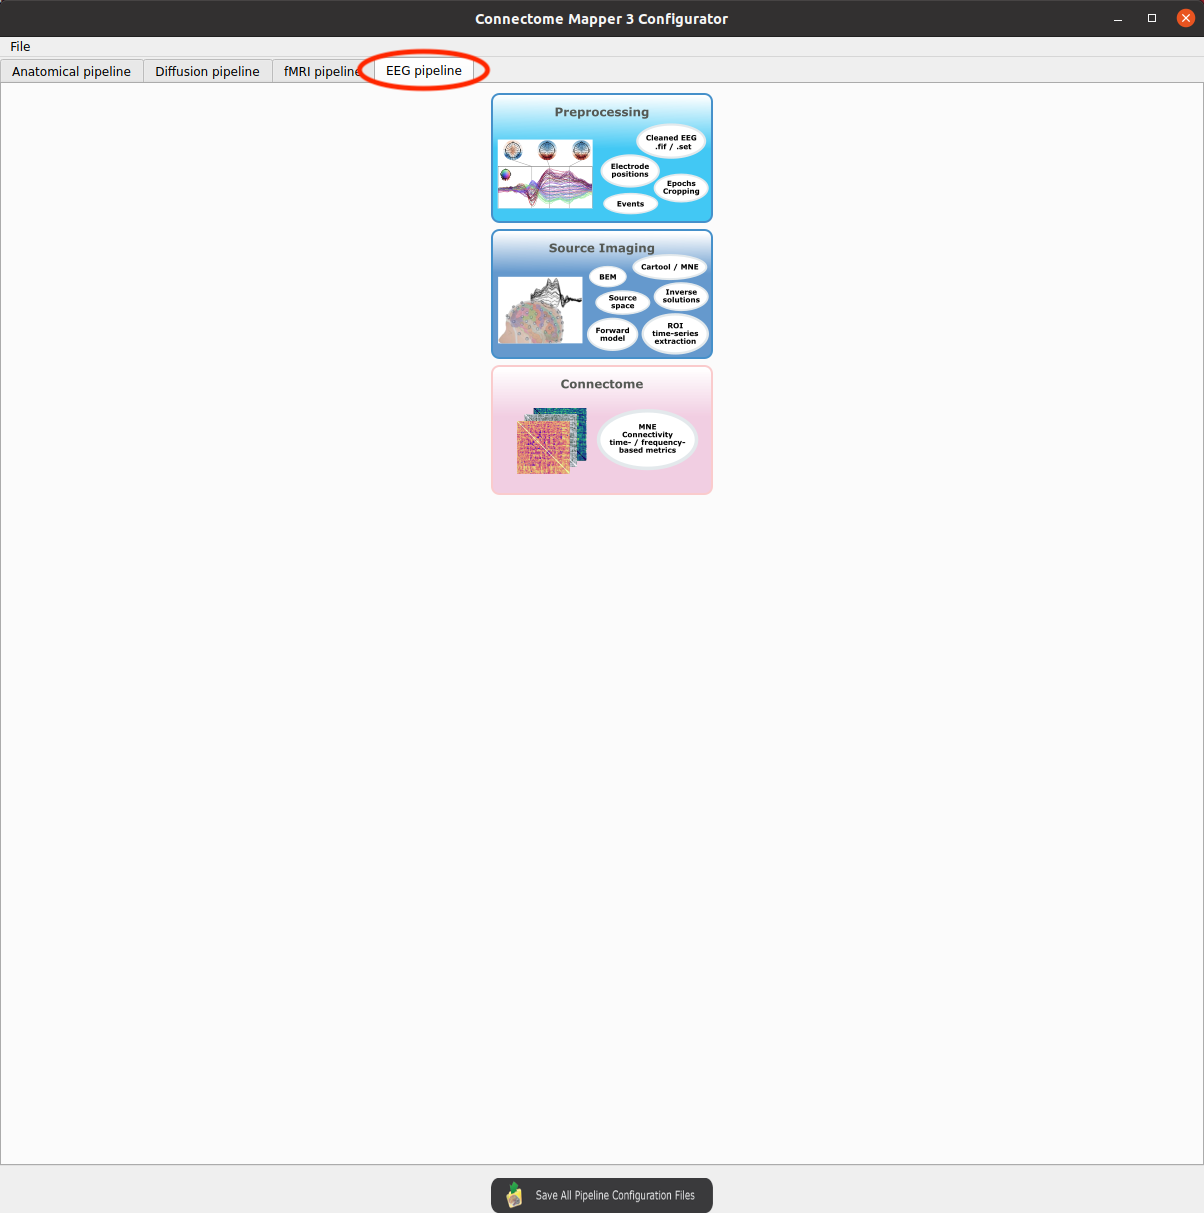 Connectome Mapper 3 Configurator
File
Anatomical pipeline
Diffusion pipeline
fMRI pipeline
EEG pipeline
Preprocessing
Cleaned EEG
.fif / .set
Electrode
positions
Epochs
Cropping
Events
Source Imaging
Cartool / MNE
BEM
Inverse
solutions
Source
space
Forward
model
ROI
time-series
extraction
Connectome
MNE
Connectivity
time- / frequency-
based metrics
Save All Pipeline Configuration Files